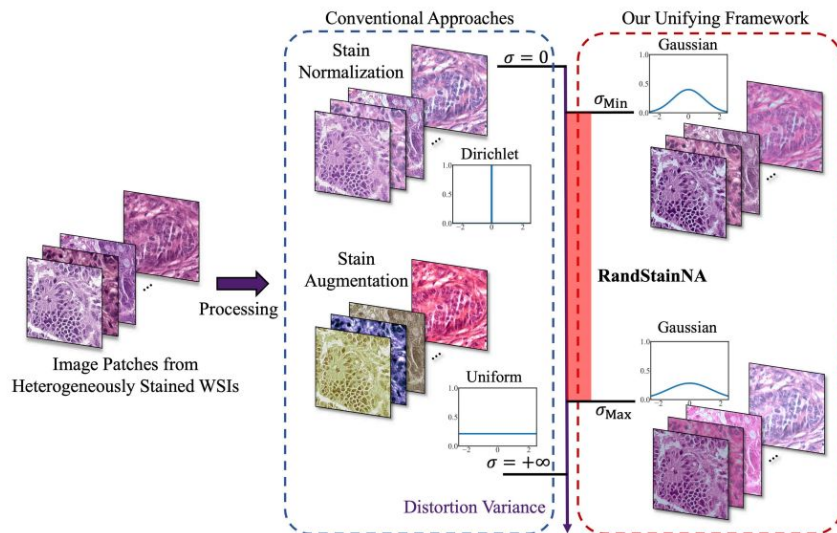 Conventional Approaches
Our Unifying Framework
Stain
Normalization
σ = 0
...
Dirichlet
1.0
0.5
0.0
-2
0
2
Gaussian
1.0
0.5
0.0
-2
0
2
σMin
...
Processing
...
Image Patches from
Heterogeneously Stained WSIs
Stain
Augmentation
...
Uniform
1.0
0.5
0.0
-2
0
2
σ = +∞
Distortion Variance
RandStainNA
Gaussian
1.0
0.5
0.0
-2
0
2
σMax
...